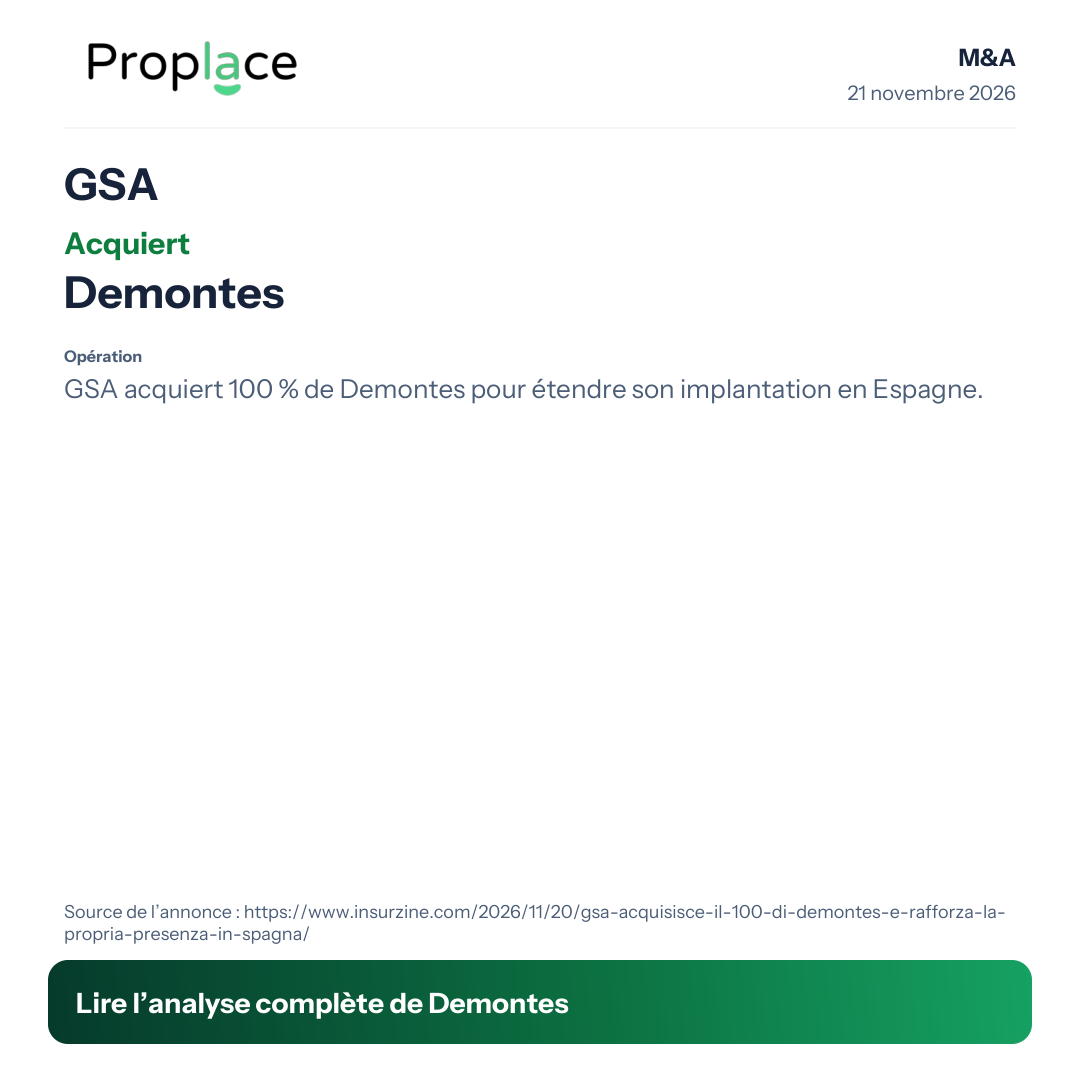 Proplace
M&A
21 novembre 2026
GSA
Acquiert
Demontes
Opération
GSA acquiert 100 % de Demontes pour étendre son implantation en Espagne.
Source de l’annonce : https://www.insurzine.com/2026/11/20/gsa-acquisisce-il-100-di-demontes-e-rafforza-la-
propria-presenza-in-spagna/
Lire l’analyse complète de Demontes